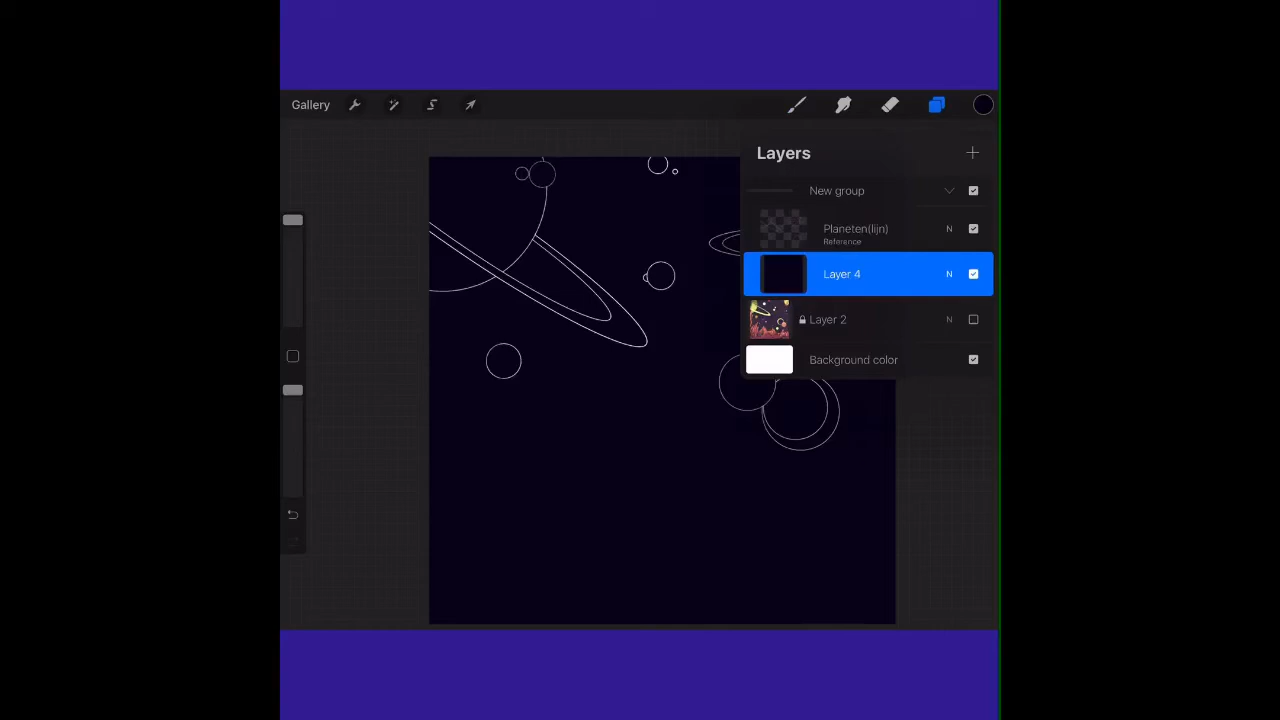 Gallery
Layers
New group
Planeten(lijn) N
Reference
Layer 4 N
Layer 2 N
Background color